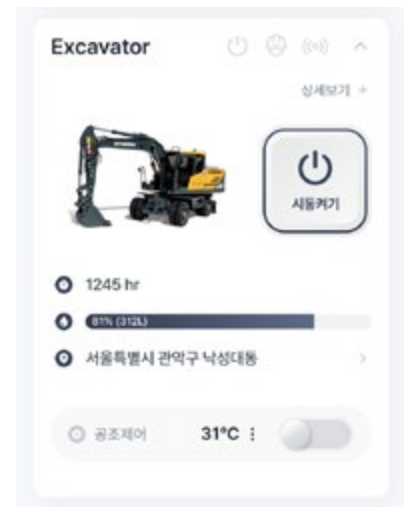 Excavator
상세보기 +
시동켜기
1245 hr
81% (312L)
서울특별시 관악구 낙성대동
공조제어 31°C